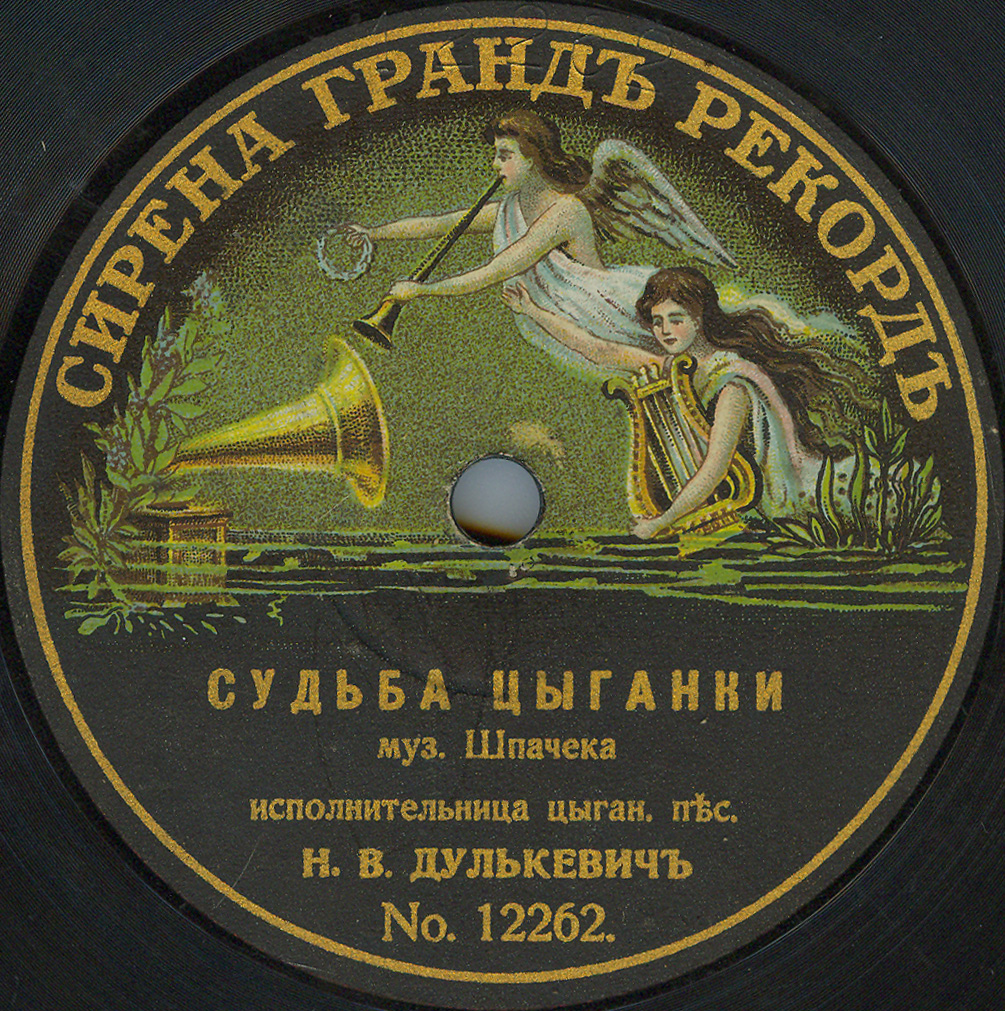 СИРЕНА ГРАНДЪ РЕКОРДЪ
СУДЬБА ЦЫГАНКИ
муз. Шпачека
исполнительница цыган. пѣс.
Н. В. ДУЛЬКЕВИЧЪ
No. 12262.